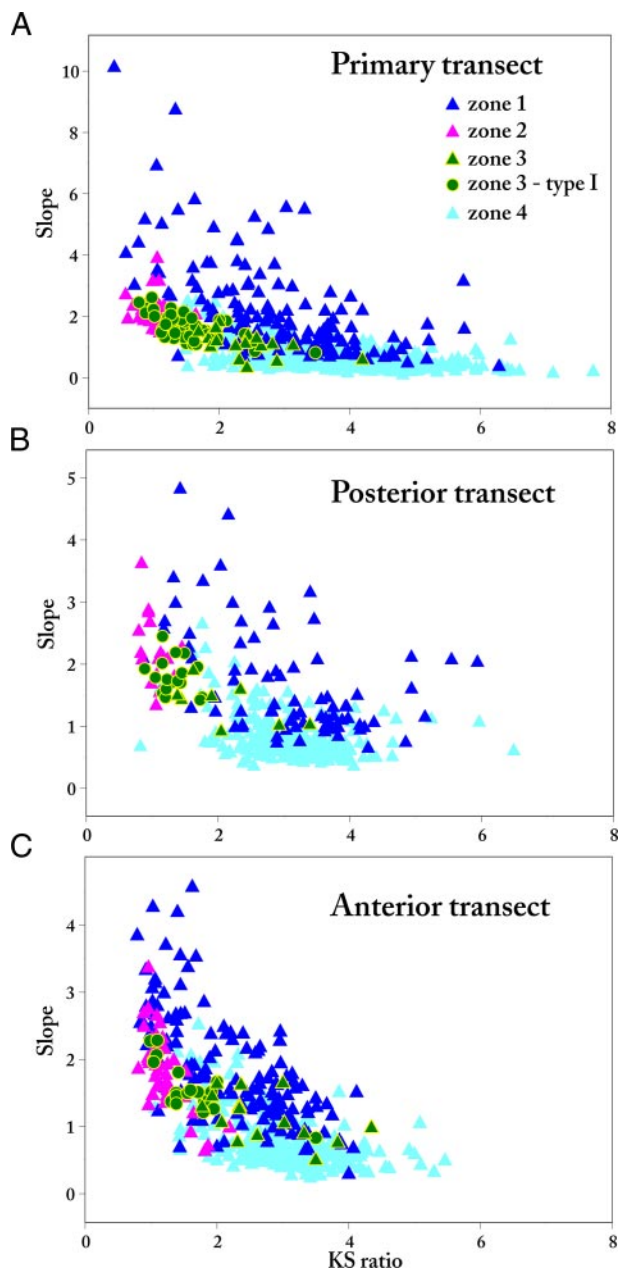 A
Primary transect
zone 1
zone 2
zone 3
zone 3 - type I
zone 4
Slope
10
8
6
4
2
0
0 2 4 6 8
B
Posterior transect
Slope
5
4
3
2
1
0
0 2 4 6 8
C
Anterior transect
Slope
4
3
2
1
0
0 2 4 6 8
KS ratio